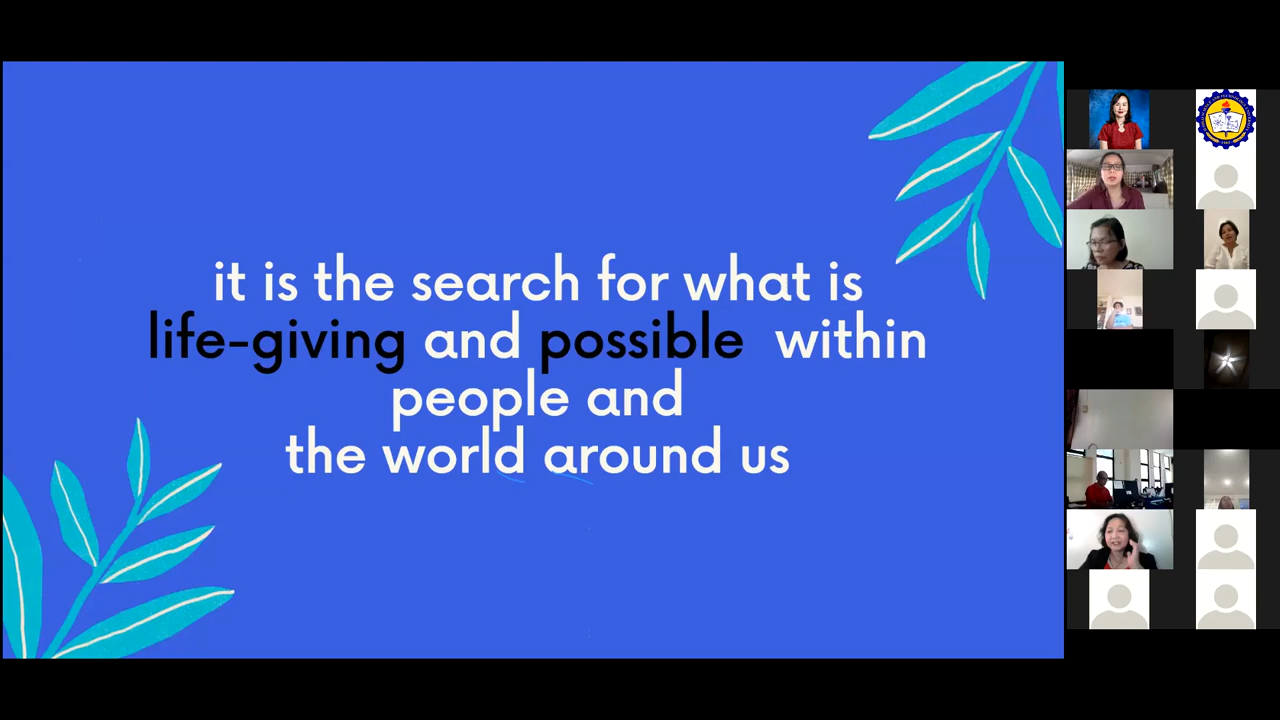 it is the search for what is
life-giving and possible within
people and
the world around us